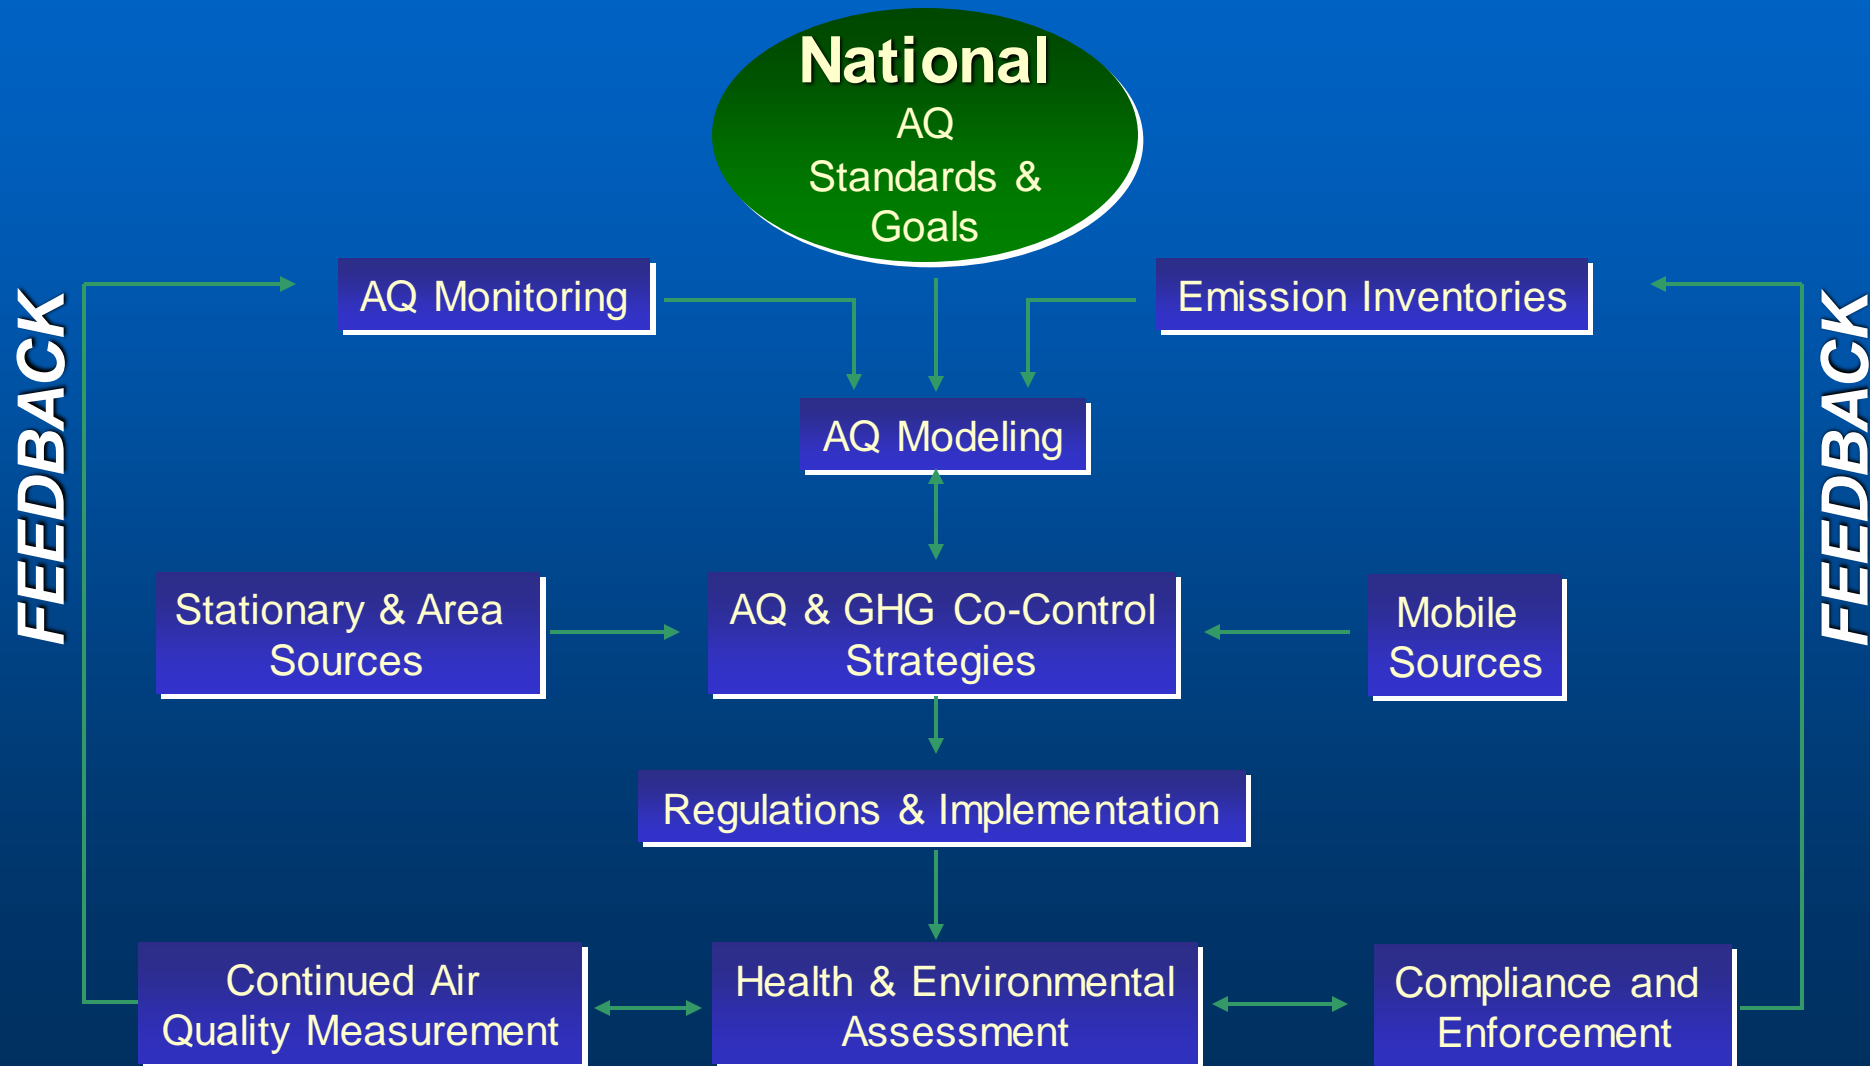 National
AQ
Standards &
Goals
AQ Monitoring
Emission Inventories
FEEDBACK
FEEDBACK
AQ Modeling
Stationary & Area
Sources
AQ & GHG Co-Control
Strategies
Mobile
Sources
Regulations & Implementation
Continued Air
Quality Measurement
Health & Environmental
Assessment
Compliance and
Enforcement